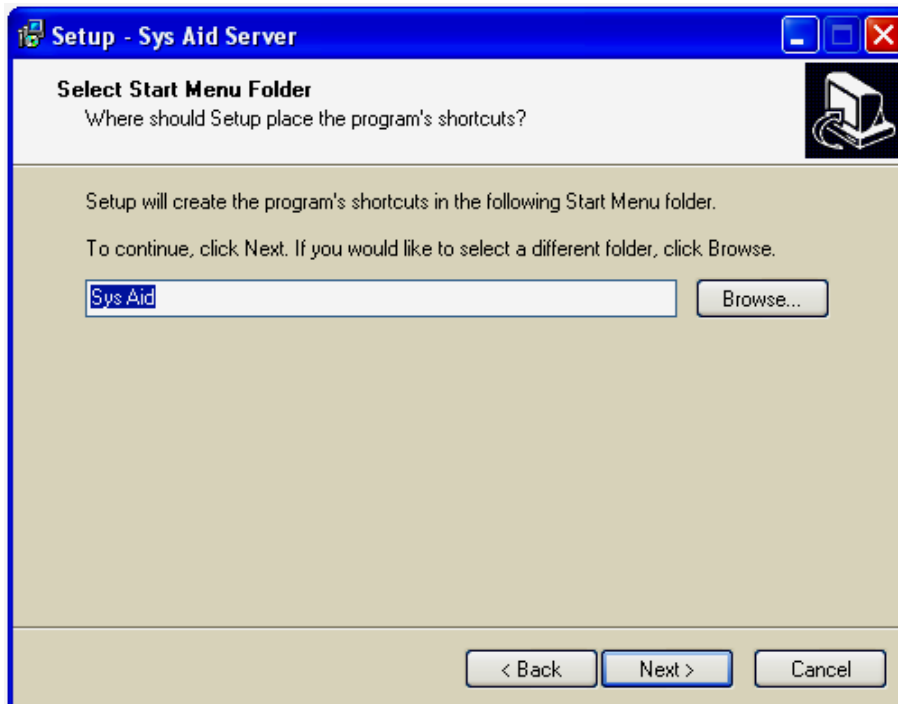 Setup - Sys Aid Server
Select Start Menu Folder
Where should Setup place the program's shortcuts?
Setup will create the program's shortcuts in the following Start Menu folder.
To continue, click Next. If you would like to select a different folder, click Browse.
Sys Aid
Browse...
< Back
Next >
Cancel